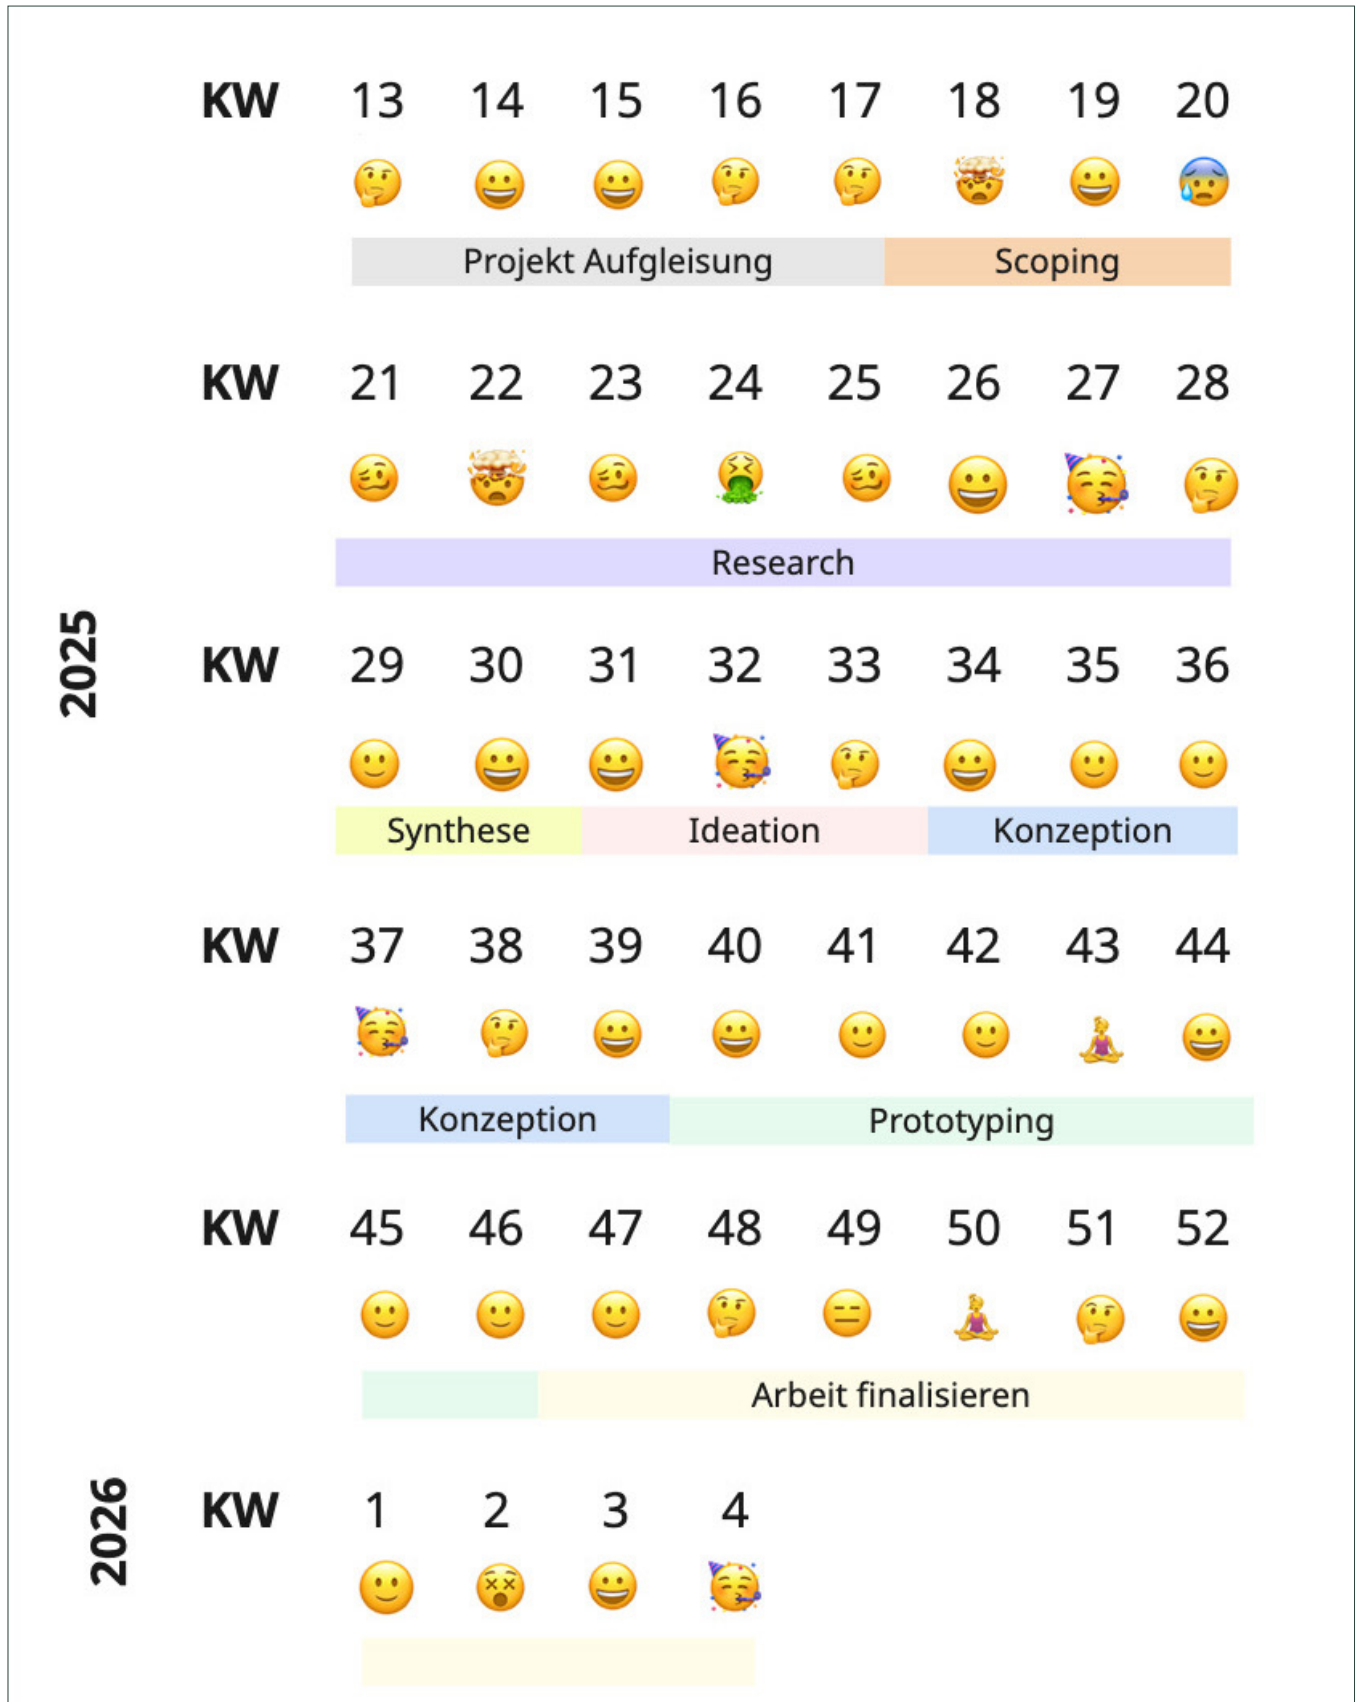 KW 13 14 15 16 17 18 19 20
Projekt Aufgleisung Scoping
KW 21 22 23 24 25 26 27 28
Research
2025
KW 29 30 31 32 33 34 35 36
Synthese Ideation Konzeption
KW 37 38 39 40 41 42 43 44
Konzeption Prototyping
KW 45 46 47 48 49 50 51 52
Arbeit finalisieren
2026
KW 1 2 3 4